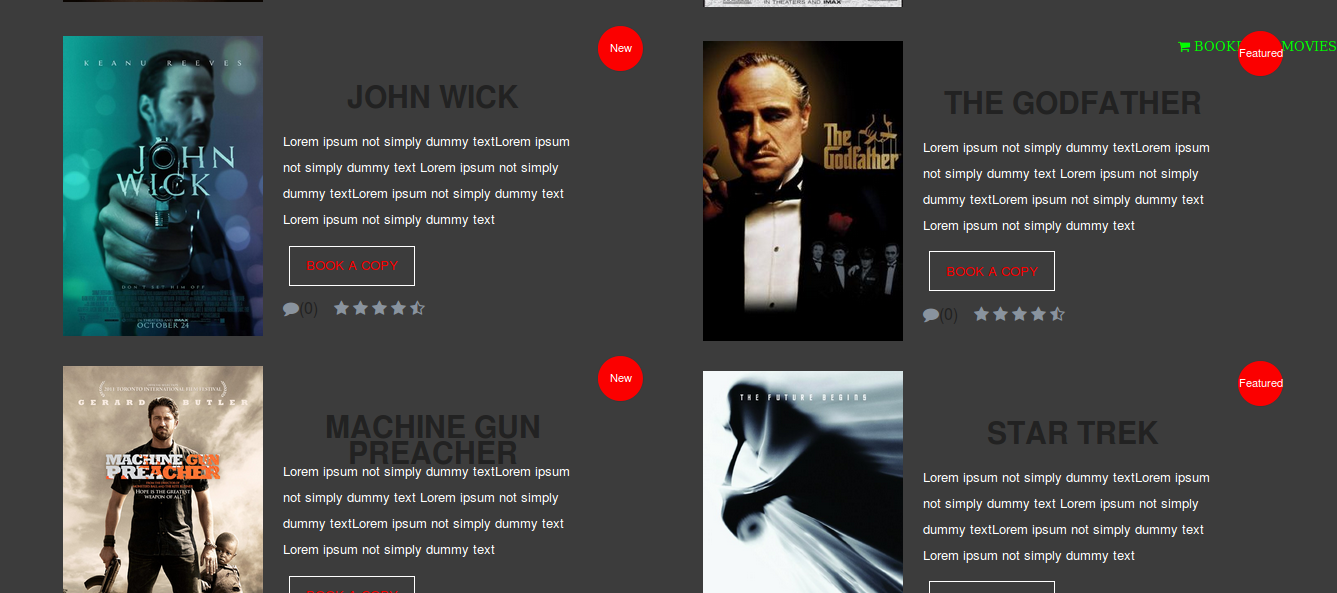 IN THEATERS AND IMAX
New
BOOK MOVIES
Featured
KEANU REEVES
JOHN WICK
Lorem ipsum not simply dummy textLorem ipsum
not simply dummy text Lorem ipsum not simply
dummy textLorem ipsum not simply dummy text
Lorem ipsum not simply dummy text
BOOK A COPY
(0)
JOHN
WICK
DON'T SET HIM OFF
OCTOBER 24
THE GODFATHER
Lorem ipsum not simply dummy textLorem ipsum
not simply dummy text Lorem ipsum not simply
dummy textLorem ipsum not simply dummy text
Lorem ipsum not simply dummy text
BOOK A COPY
(0)
The
Godfather
New
GERARD BUTLER
MACHINE GUN
PREACHER
HOPE IS THE GREATEST
WEAPON OF ALL
MACHINE GUN
PREACHER
Lorem ipsum not simply dummy textLorem ipsum
not simply dummy text Lorem ipsum not simply
dummy textLorem ipsum not simply dummy text
Lorem ipsum not simply dummy text
BOOK A COPY
Featured
THE FUTURE BEGINS
STAR TREK
Lorem ipsum not simply dummy textLorem ipsum
not simply dummy text Lorem ipsum not simply
dummy textLorem ipsum not simply dummy text
Lorem ipsum not simply dummy text